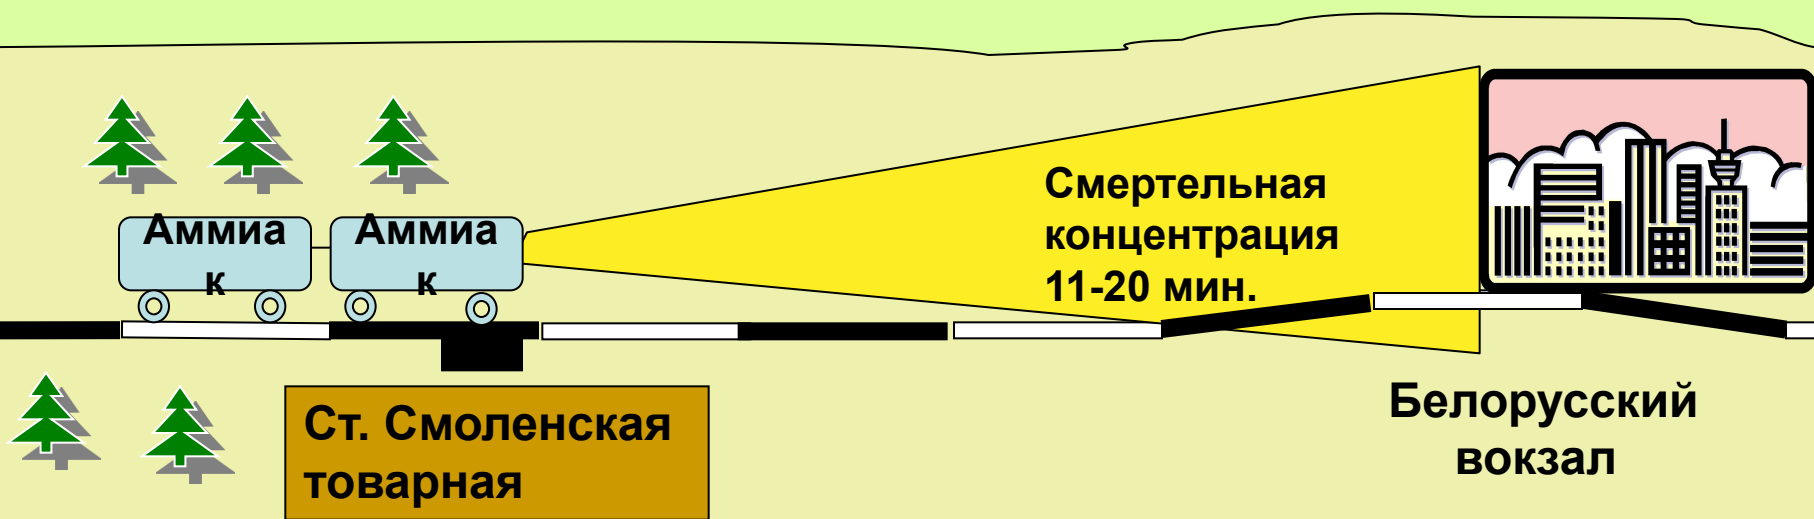 Аммиа
к
Аммиа
к
Смертельная
концентрация
11-20 мин.
Ст. Смоленская
товарная
Белорусский
вокзал